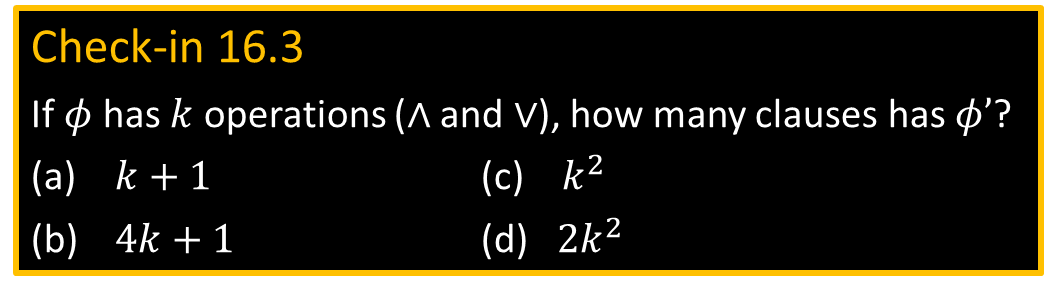 Check-in 16.3
If 𝜙 has 𝑘 operations (∧ and ∨), how many clauses has 𝜙’?
(a) 𝑘 + 1 (c) 𝑘²
(b) 4𝑘 + 1 (d) 2𝑘²